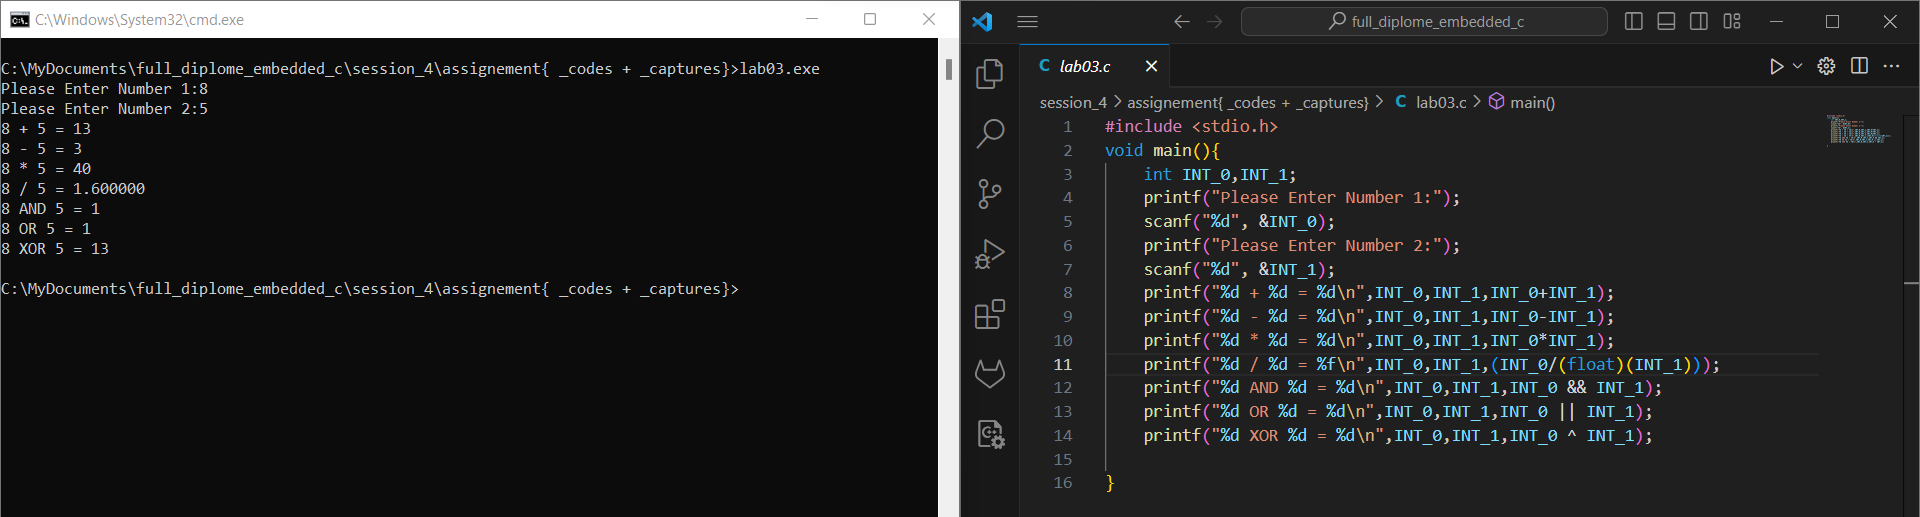 C:\Windows\System32\cmd.exe
C:\MyDocuments\full_diplome_embedded_c\session_4\assignement{ _codes + _captures}>lab03.exe
Please Enter Number 1:8
Please Enter Number 2:5
8 + 5 = 13
8 - 5 = 3
8 * 5 = 40
8 / 5 = 1.600000
8 AND 5 = 1
8 OR 5 = 1
8 XOR 5 = 13
C:\MyDocuments\full_diplome_embedded_c\session_4\assignement{ _codes + _captures}>
full_diplome_embedded_c
C lab03.c
session_4 > assignement{ _codes + _captures} > C lab03.c > main()
1 #include <stdio.h>
2 void main(){
3 int INT_0,INT_1;
4 printf("Please Enter Number 1:");
5 scanf("%d", &INT_0);
6 printf("Please Enter Number 2:");
7 scanf("%d", &INT_1);
8 printf("%d + %d = %d\n",INT_0,INT_1,INT_0+INT_1);
9 printf("%d - %d = %d\n",INT_0,INT_1,INT_0-INT_1);
10 printf("%d * %d = %d\n",INT_0,INT_1,INT_0*INT_1);
11 printf("%d / %d = %f\n",INT_0,INT_1,(INT_0/(float)(INT_1)));
12 printf("%d AND %d = %d\n",INT_0,INT_1,INT_0 && INT_1);
13 printf("%d OR %d = %d\n",INT_0,INT_1,INT_0 || INT_1);
14 printf("%d XOR %d = %d\n",INT_0,INT_1,INT_0 ^ INT_1);
15
16 }